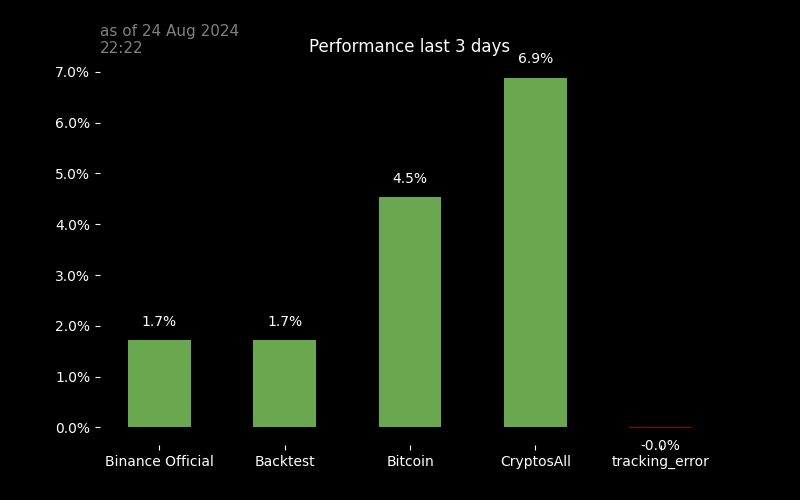 as of 24 Aug 2024
22:22
Performance last 3 days
7.0%
6.0%
5.0%
4.0%
3.0%
2.0%
1.0%
0.0%
1.7%
1.7%
4.5%
6.9%
-0.0%
Binance Official
Backtest
Bitcoin
CryptosAll
tracking_error